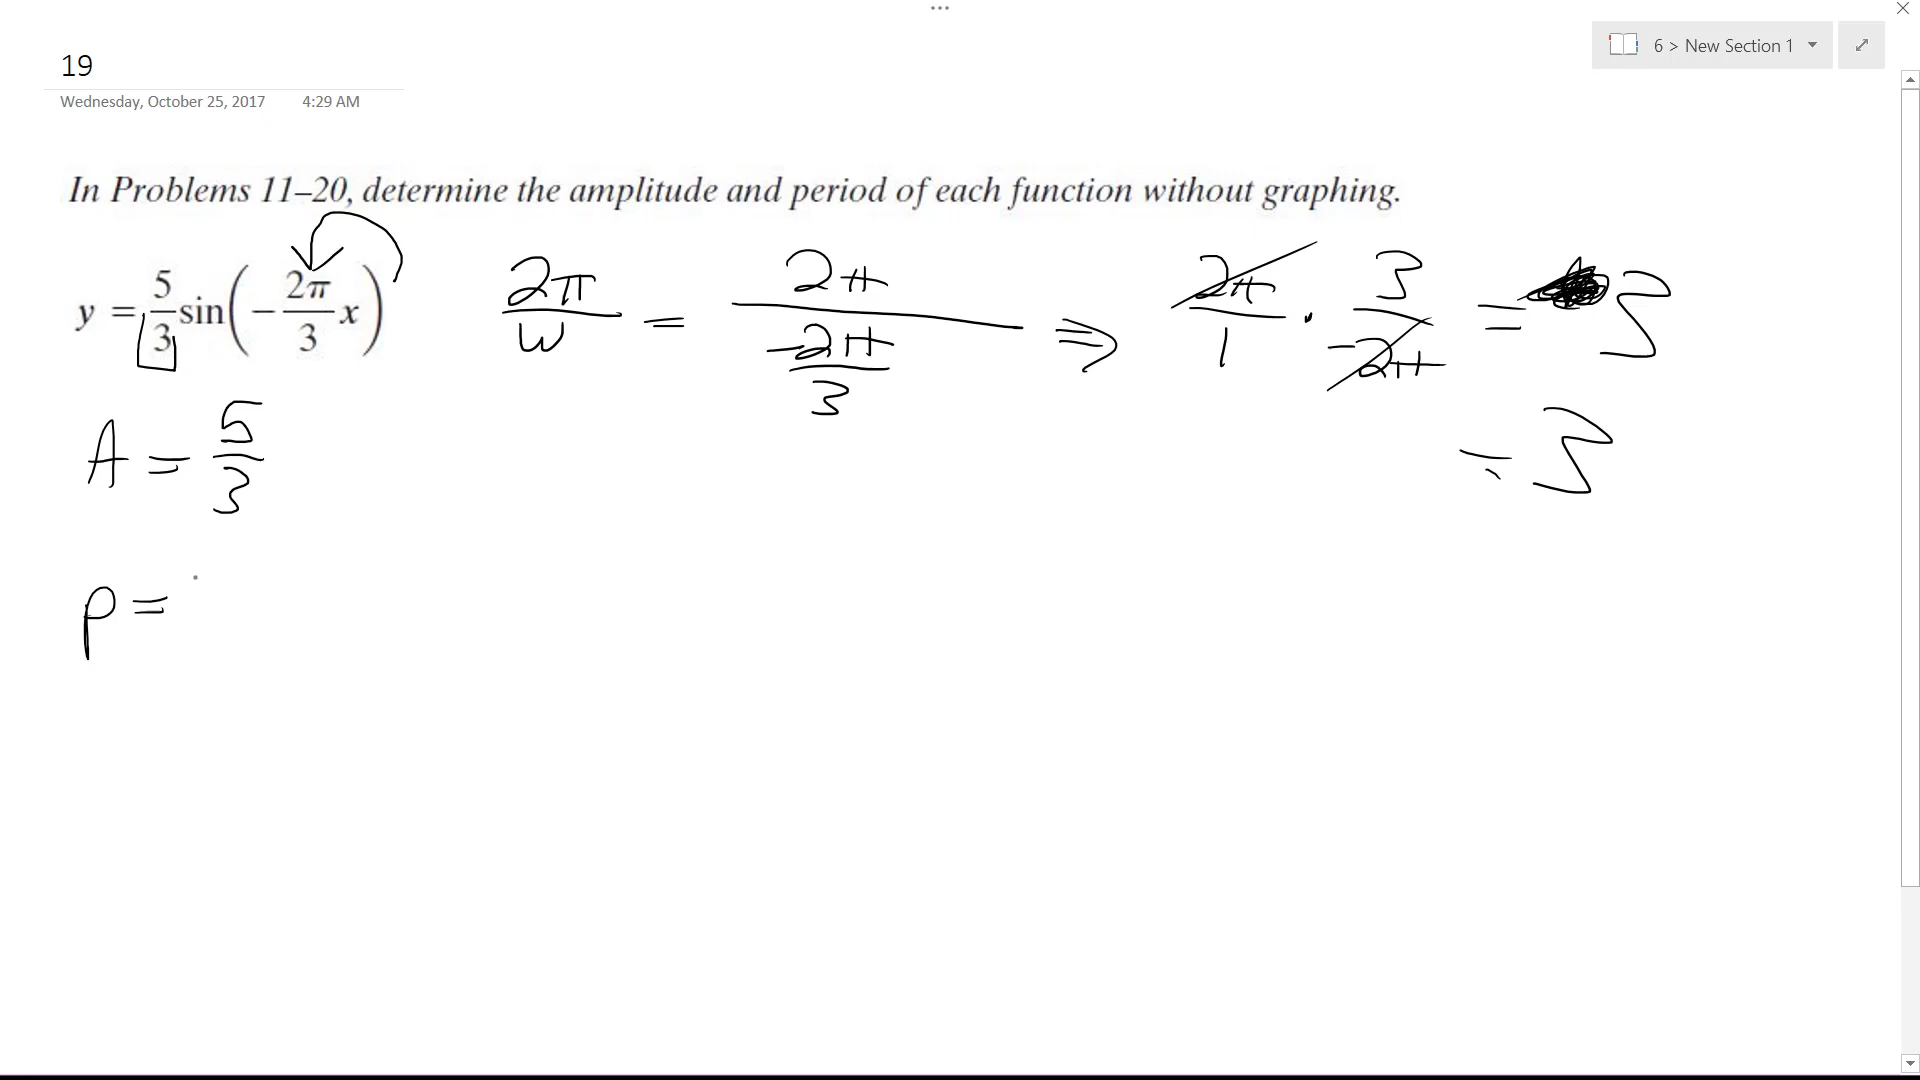 6 > New Section 1
19
Wednesday, October 25, 2017 4:29 AM
In Problems 11–20, determine the amplitude and period of each function without graphing.
y = 5/3 sin(−2π/3 x)
2π/W = 2π/(−2π/3) ⇒ 2π/1 · 3/−2π = 3
= 3
A = 5/3
P =